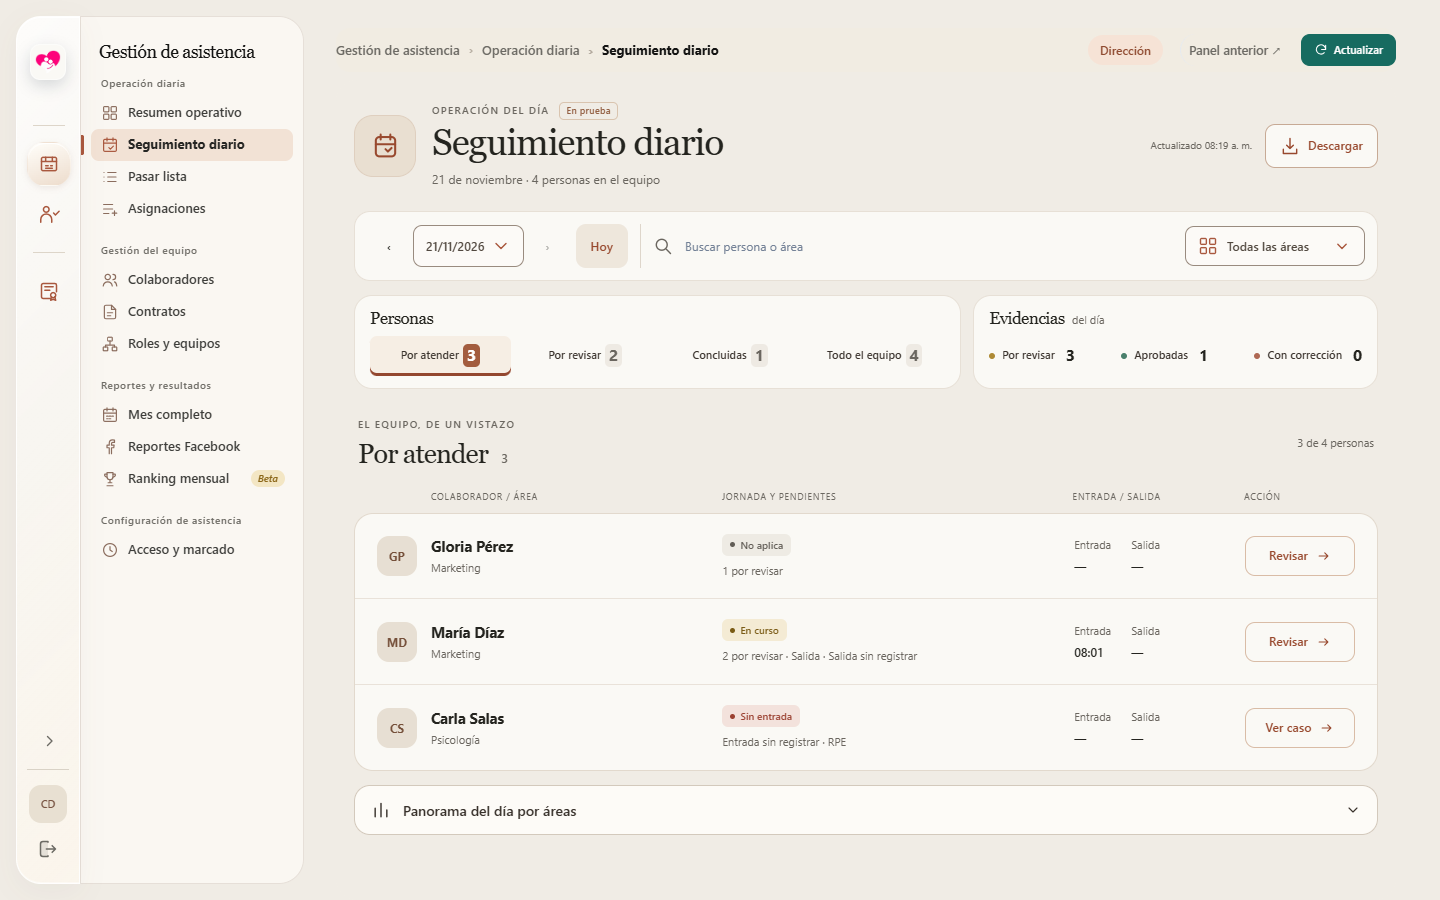 Gestión de asistencia
Operación diaria
Resumen operativo
Seguimiento diario
Pasar lista
Asignaciones
Gestión del equipo
Colaboradores
Contratos
Roles y equipos
Reportes y resultados
Mes completo
Reportes Facebook
Ranking mensual Beta
Configuración de asistencia
Acceso y marcado
CD
Gestión de asistencia › Operación diaria › Seguimiento diario
Dirección
Panel anterior ↗
Actualizar
OPERACIÓN DEL DÍA En prueba
Seguimiento diario
21 de noviembre · 4 personas en el equipo
Actualizado 08:19 a. m.
Descargar
‹ 21/11/2026 › Hoy
Buscar persona o área
Todas las áreas
Personas
Por atender 3
Por revisar 2
Concluidas 1
Todo el equipo 4
Evidencias del día
Por revisar 3
Aprobadas 1
Con corrección 0
EL EQUIPO, DE UN VISTAZO
Por atender 3
3 de 4 personas
COLABORADOR / ÁREA JORNADA Y PENDIENTES ENTRADA / SALIDA ACCIÓN
GP
Gloria Pérez
Marketing
No aplica
1 por revisar
Entrada Salida
— —
Revisar →
MD
María Díaz
Marketing
En curso
2 por revisar · Salida · Salida sin registrar
Entrada Salida
08:01 —
Revisar →
CS
Carla Salas
Psicología
Sin entrada
Entrada sin registrar · RPE
Entrada Salida
— —
Ver caso →
Panorama del día por áreas